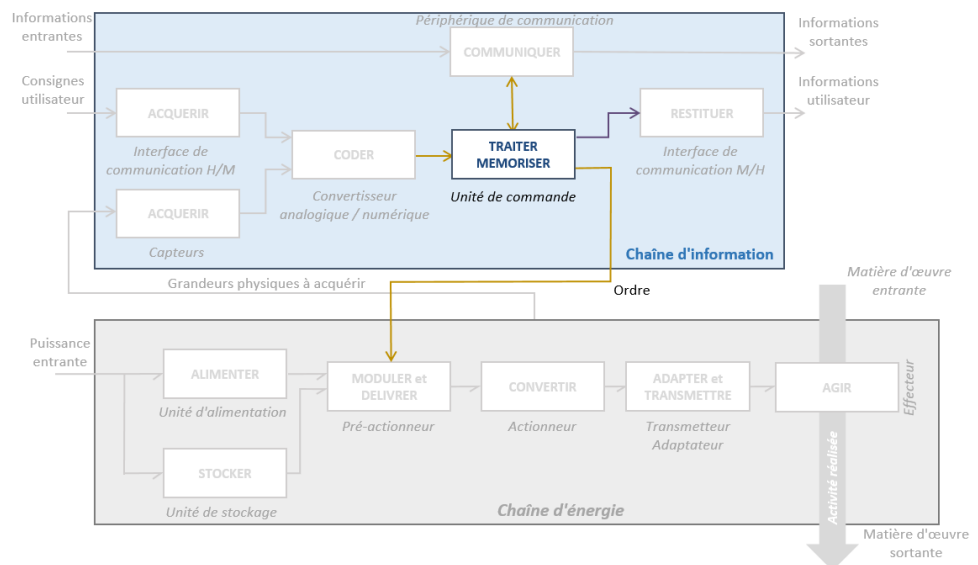 Informations
entrantes
Périphérique de communication
COMMUNIQUER
Informations
sortantes
Consignes
utilisateur
ACQUERIR
Interface de
communication H/M
CODER
Convertisseur
analogique / numérique
TRAITER
MEMORISER
Unité de commande
RESTITUER
Interface de
communication M/H
Informations
utilisateur
ACQUERIR
Capteurs
Chaîne d'information
Grandeurs physiques à acquérir
Ordre
Matière d'œuvre
entrante
Puissance
entrante
ALIMENTER
Unité d'alimentation
MODULER et
DELIVRER
Pré-actionneur
CONVERTIR
Actionneur
ADAPTER et
TRANSMETTRE
Transmetteur
Adaptateur
AGIR
Effecteur
STOCKER
Unité de stockage
Chaîne d'énergie
Activité réalisée
Matière d'œuvre
sortante